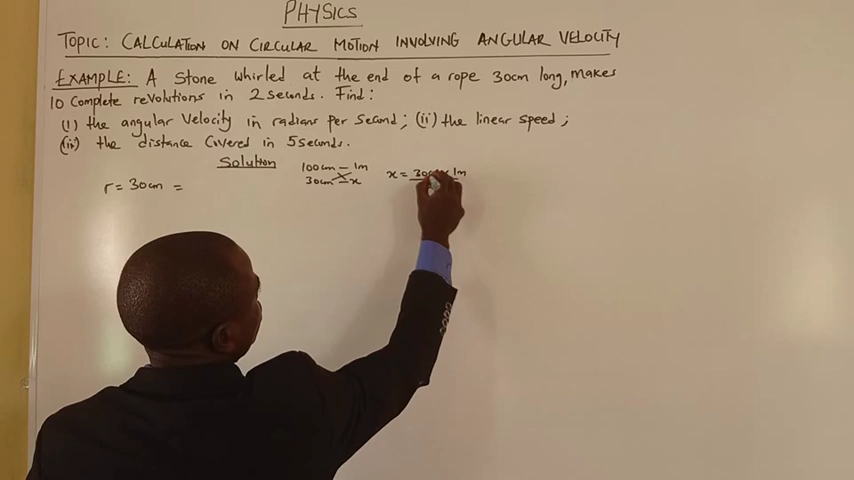 PHYSICS
TOPIC: CALCULATION ON CIRCULAR MOTION INVOLVING ANGULAR VELOCITY
EXAMPLE: A stone whirled at the end of a rope 30cm long, makes
10 complete revolutions in 2 seconds. Find:
(i) the angular velocity in radians per second; (ii) the linear speed;
(iii) the distance covered in 5 seconds.
Solution
r = 30cm =
100cm – 1m
30cm – x
x = 30cm x 1m